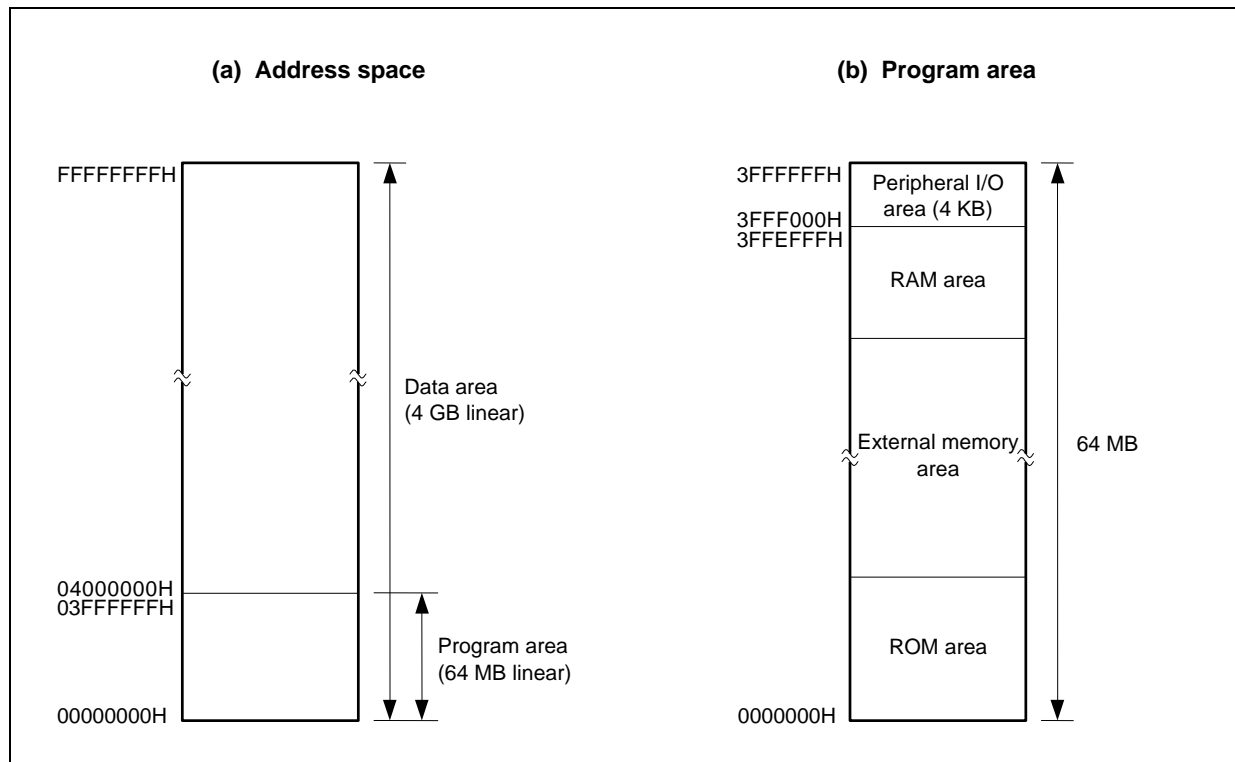 (a) Address space
FFFFFFFFH
Data area
(4 GB linear)
04000000H
03FFFFFFH
Program area
(64 MB linear)
00000000H
(b) Program area
3FFFFFFH
Peripheral I/O
area (4 KB)
3FFF000H
3FFEFFFH
RAM area
External memory
area
64 MB
ROM area
0000000H